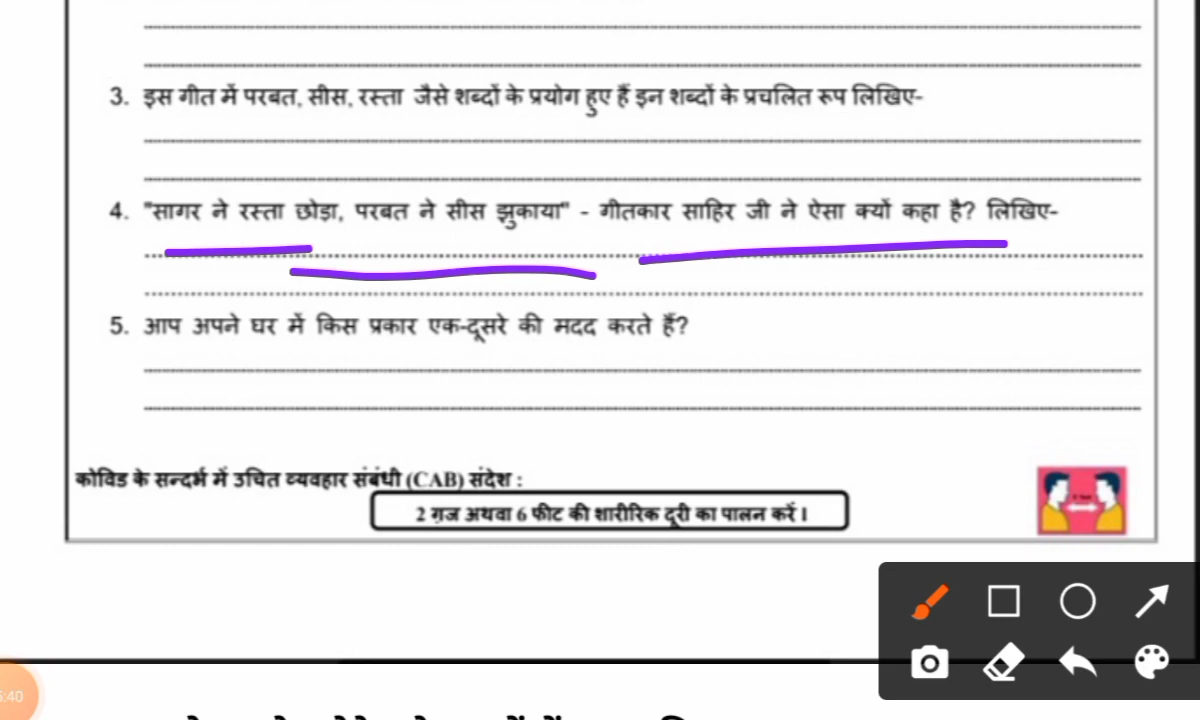 3. इस गीत में परबत, सीस, रस्ता जैसे शब्दों के प्रयोग हुए हैं इन शब्दों के प्रचलित रूप लिखिए-
4. "सागर ने रस्ता छोड़ा, परबत ने सीस झुकाया" - गीतकार साहिर जी ने ऐसा क्यों कहा है? लिखिए-
5. आप अपने घर में किस प्रकार एक-दूसरे की मदद करते हैं?
कोविड के सन्दर्भ में उचित व्यवहार संबंधी (CAB) संदेश :
2 ग़ज अथवा 6 फीट की शारीरिक दूरी का पालन करें।
:40